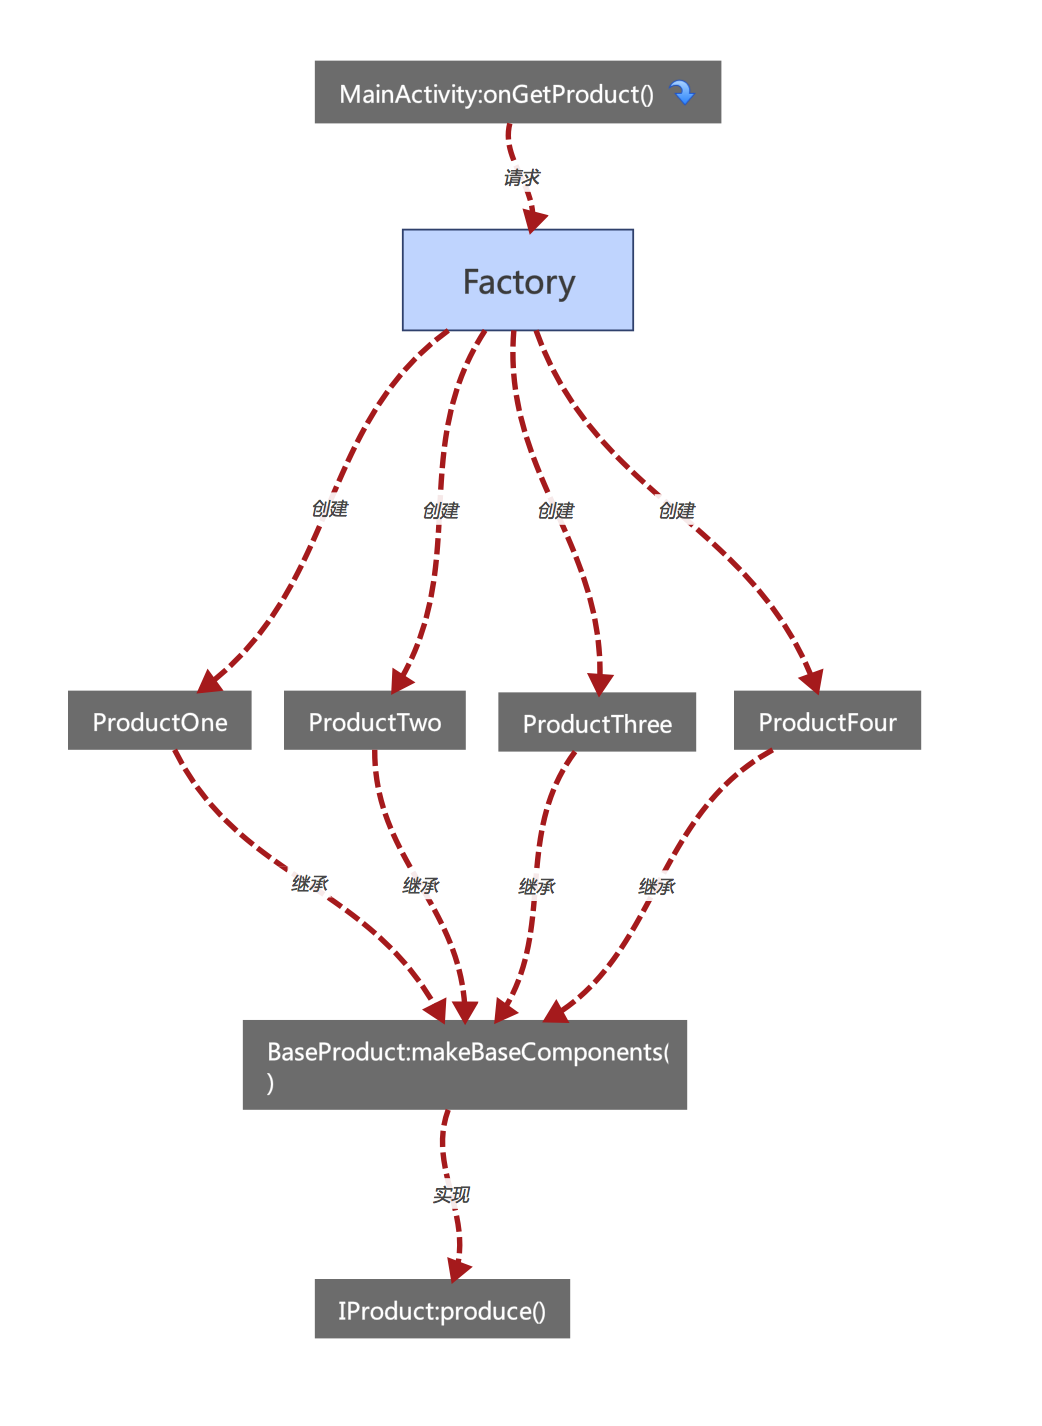 MainActivity:onGetProduct()
请求
Factory
创建
创建
创建
创建
ProductOne
ProductTwo
ProductThree
ProductFour
继承
继承
继承
继承
BaseProduct:makeBaseComponents(
)
实现
IProduct:produce()